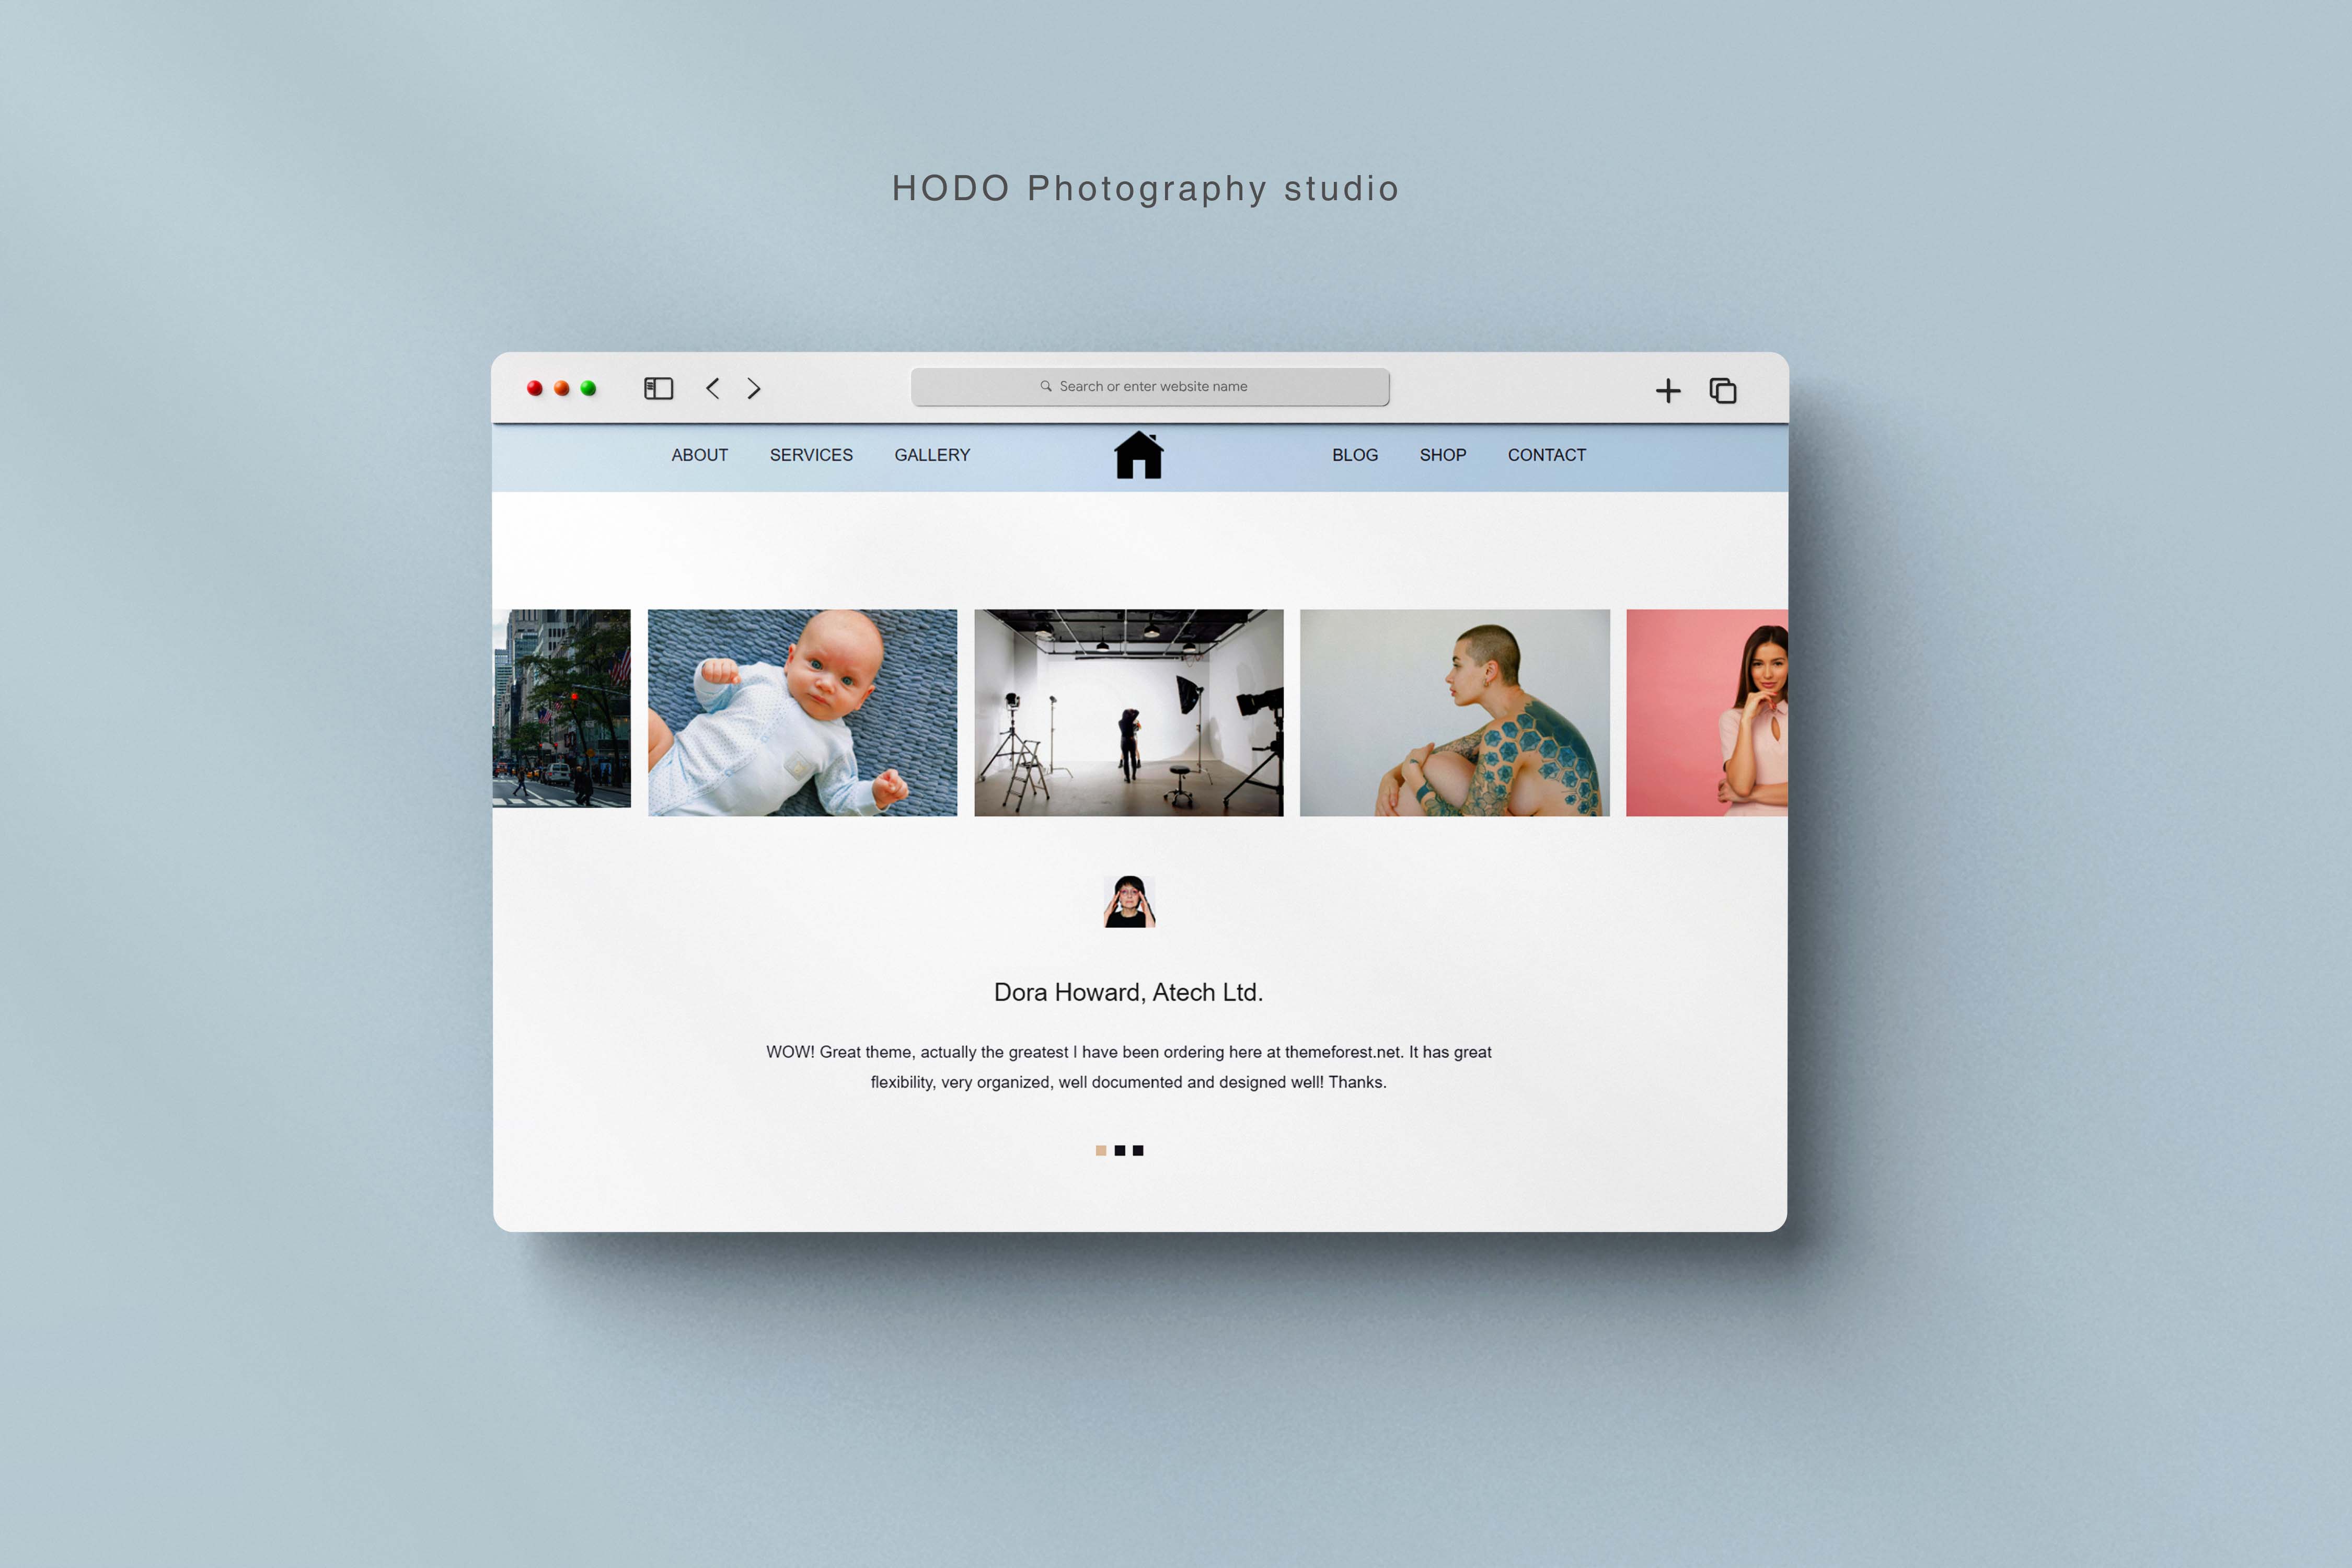 HODO Photography studio
Search or enter website name
ABOUT SERVICES GALLERY BLOG SHOP CONTACT
Dora Howard, Atech Ltd.
WOW! Great theme, actually the greatest I have been ordering here at themeforest.net. It has great
flexibility, very organized, well documented and designed well! Thanks.